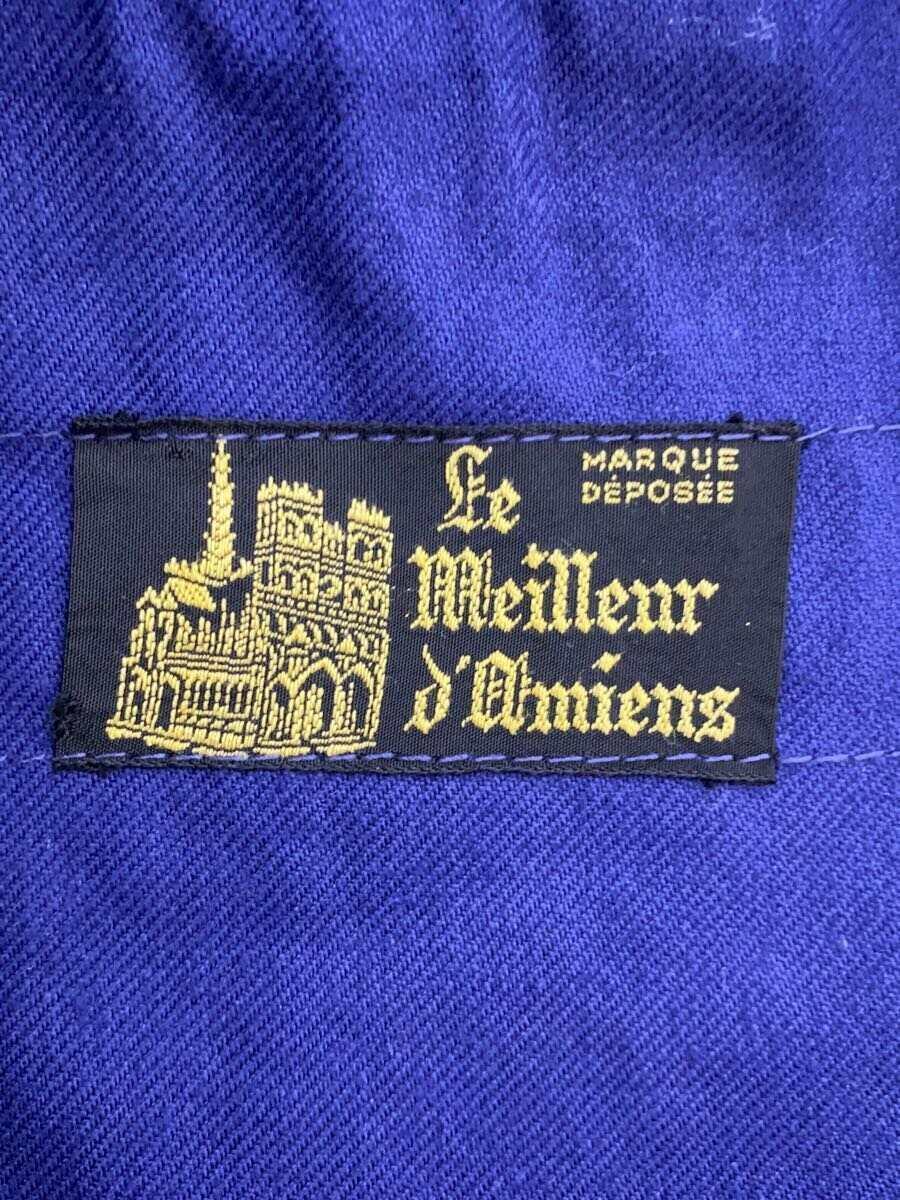 Le
MARQUE
DÉPOSÉE
Meilleur
d'Amiens